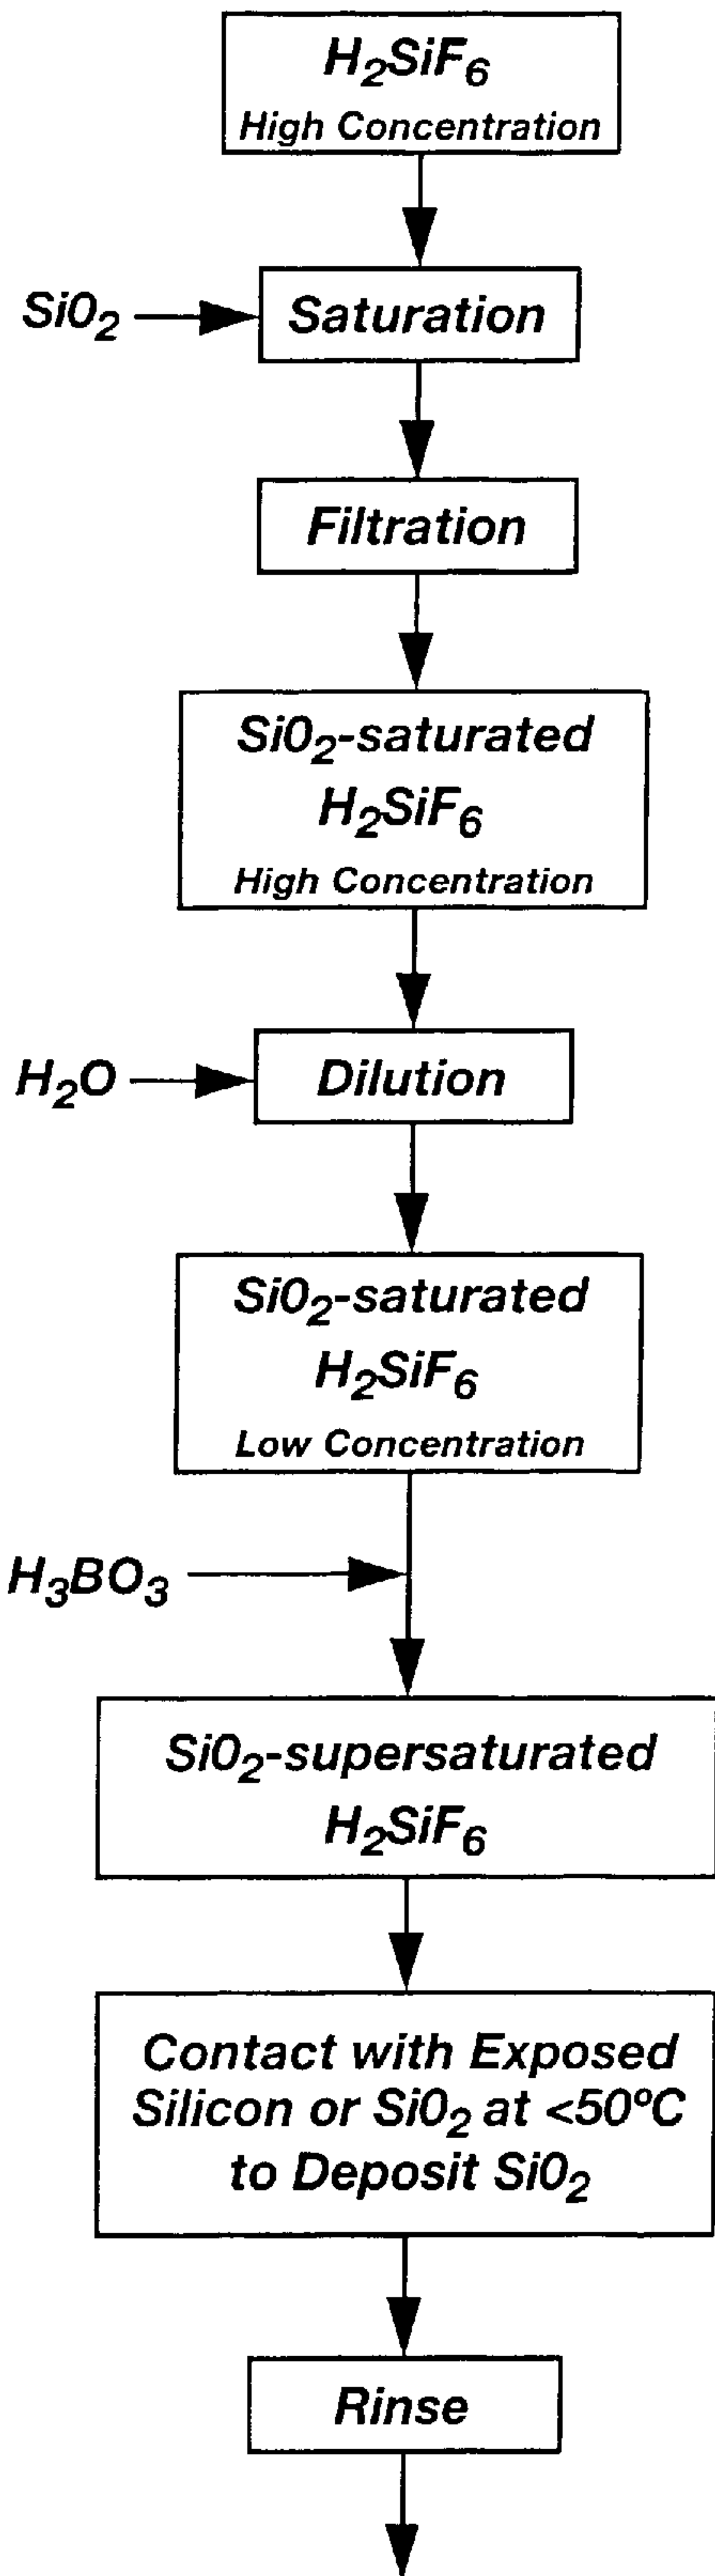 H₂SiF₆
High Concentration
SiO₂
Saturation
Filtration
SiO₂-saturated
H₂SiF₆
High Concentration
H₂O
Dilution
SiO₂-saturated
H₂SiF₆
Low Concentration
H₃BO₃
SiO₂-supersaturated
H₂SiF₆
Contact with Exposed
Silicon or SiO₂ at <50ºC
to Deposit SiO₂
Rinse